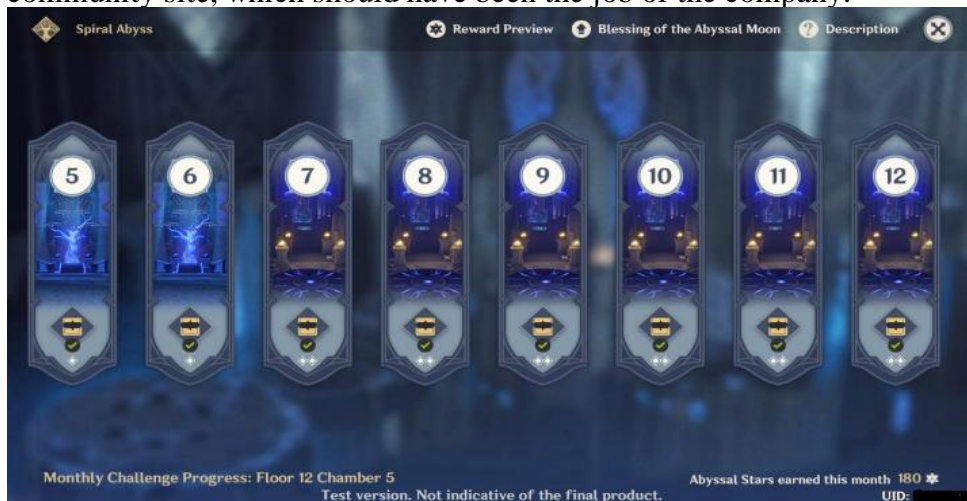 community site, which should have been the job of the company.
Spiral Abyss Reward Preview Blessing of the Abyssal Moon ? Description
5 6 7 8 9 10 11 12
Monthly Challenge Progress: Floor 12 Chamber 5 Abyssal Stars earned this month 180
Test version. Not indicative of the final product. UID: